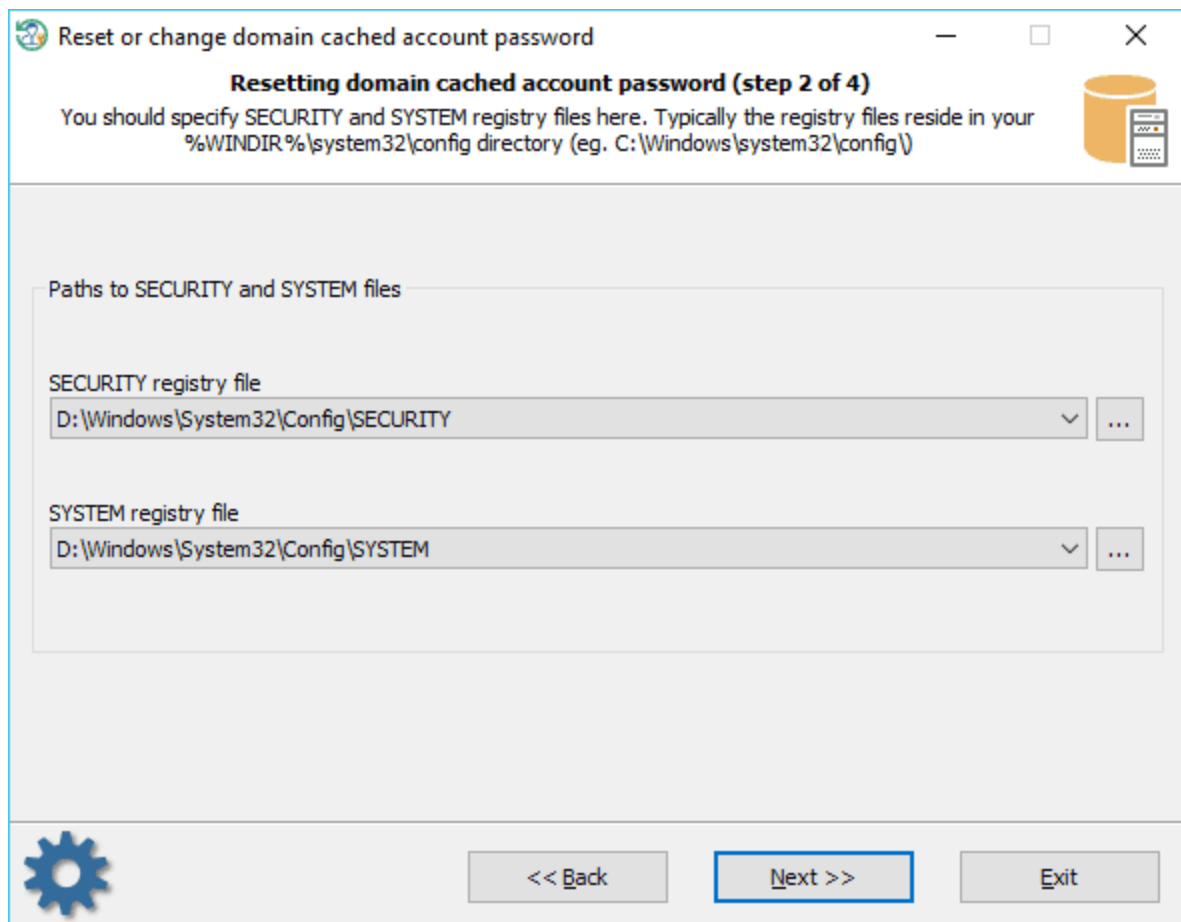 Reset or change domain cached account password
Resetting domain cached account password (step 2 of 4)
You should specify SECURITY and SYSTEM registry files here. Typically the registry files reside in your
%WINDIR%\system32\config directory (eg. C:\Windows\system32\config\)
Paths to SECURITY and SYSTEM files
SECURITY registry file
D:\Windows\System32\Config\SECURITY
...
SYSTEM registry file
D:\Windows\System32\Config\SYSTEM
...
<< Back
Next >>
Exit